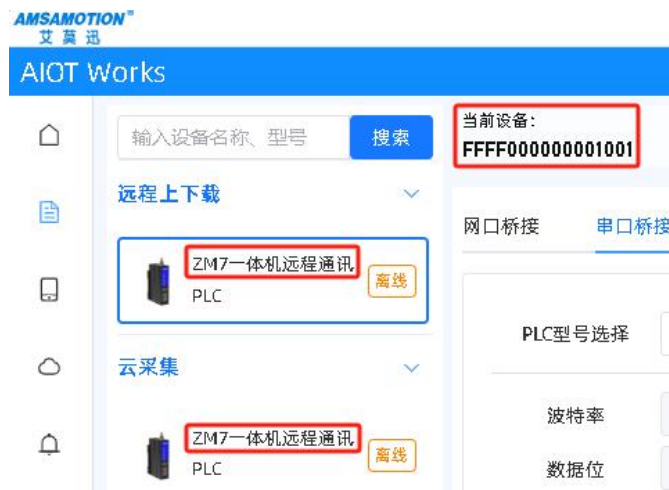 AMSAMOTION®
艾莫迅
AIOT Works
输入设备名称、型号
搜索
远程上下载
ZM7一体机远程通讯
PLC
离线
云采集
ZM7一体机远程通讯
PLC
离线
当前设备:
FFFF000000001001
网口桥接
串口桥接
PLC型号选择
波特率
数据位